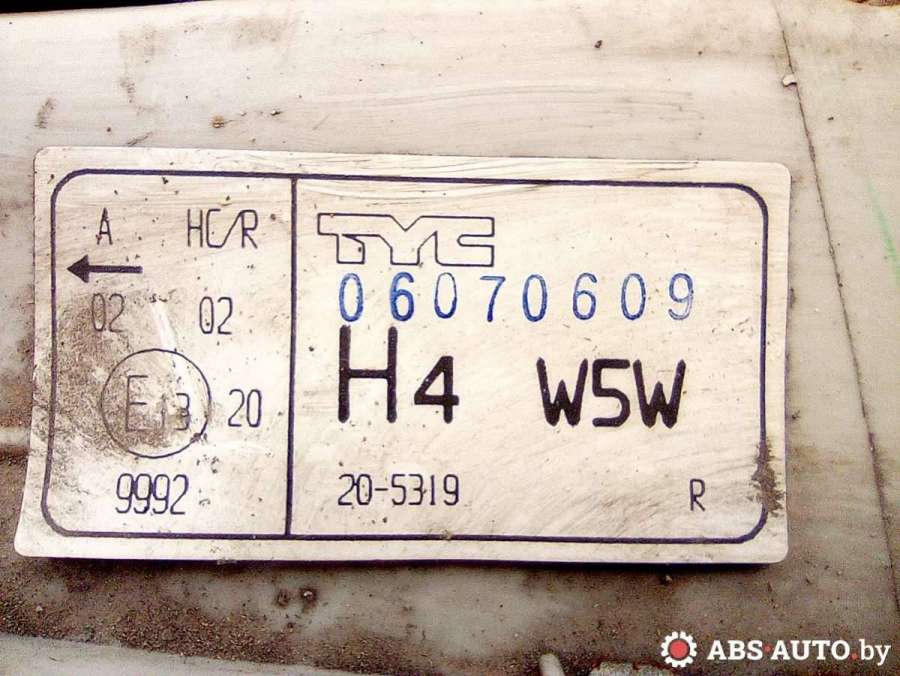 A HC/R
02 02
E13 20
9992
TYC
06070609
H4 W5W
20-5319 R
ABS·AUTO.by